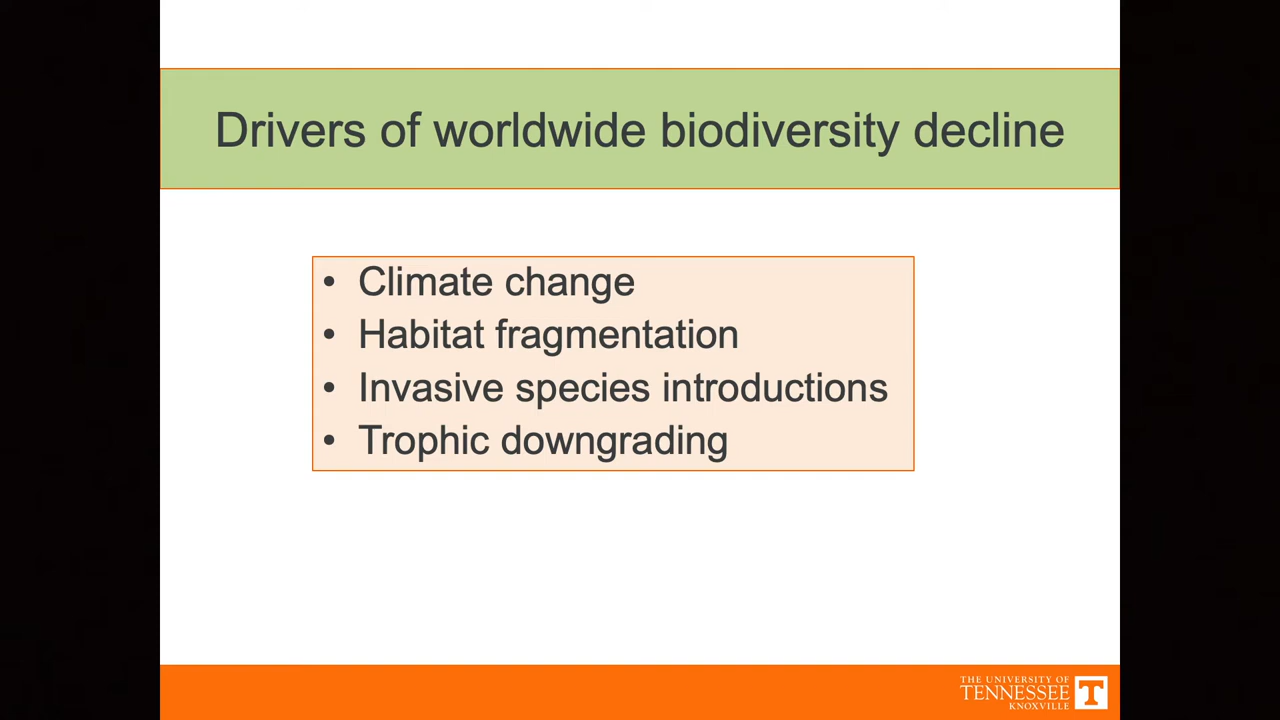 Drivers of worldwide biodiversity decline
• Climate change
• Habitat fragmentation
• Invasive species introductions
• Trophic downgrading
THE UNIVERSITY OF
TENNESSEE
KNOXVILLE
T